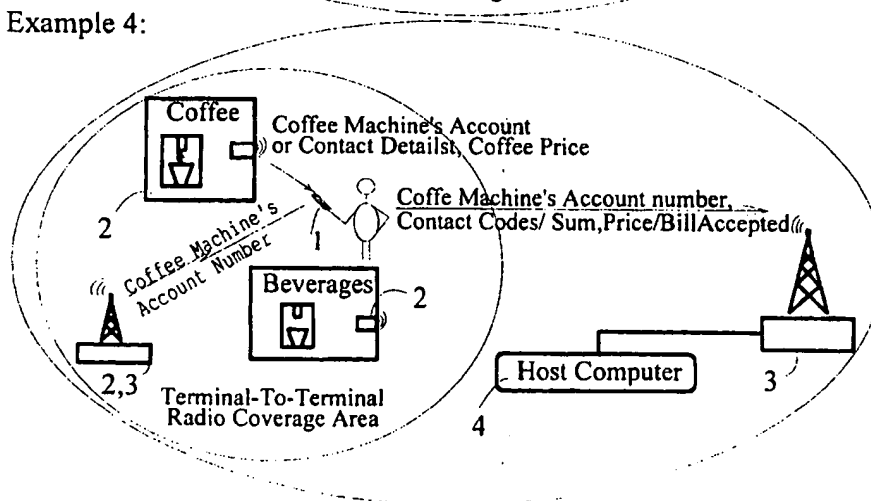 Example 4:
Coffee
Coffee Machine's Account
or Contact Detailst, Coffee Price
2
1
Coffe Machine's Account number,
Contact Codes/ Sum,Price/BillAccepted
Coffee Machine's
Account Number
Beverages
2
2,3
Terminal-To-Terminal
Radio Coverage Area
Host Computer
4
3